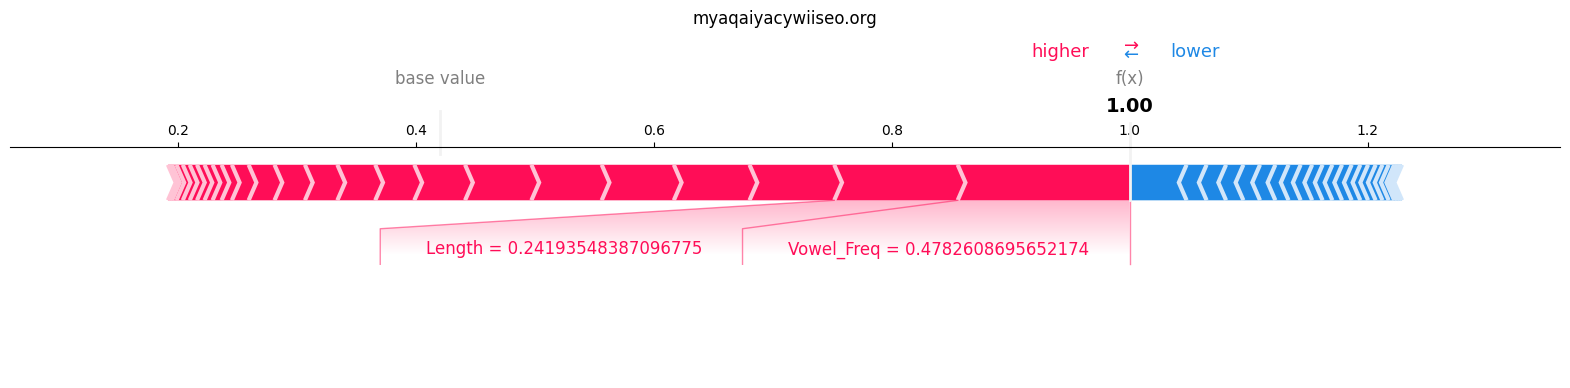 myaqaiyacywiiseo.org
higher ⇄ lower
base value
f(x)
1.00
0.2 0.4 0.6 0.8 1.0 1.2
Length = 0.24193548387096775
Vowel_Freq = 0.4782608695652174